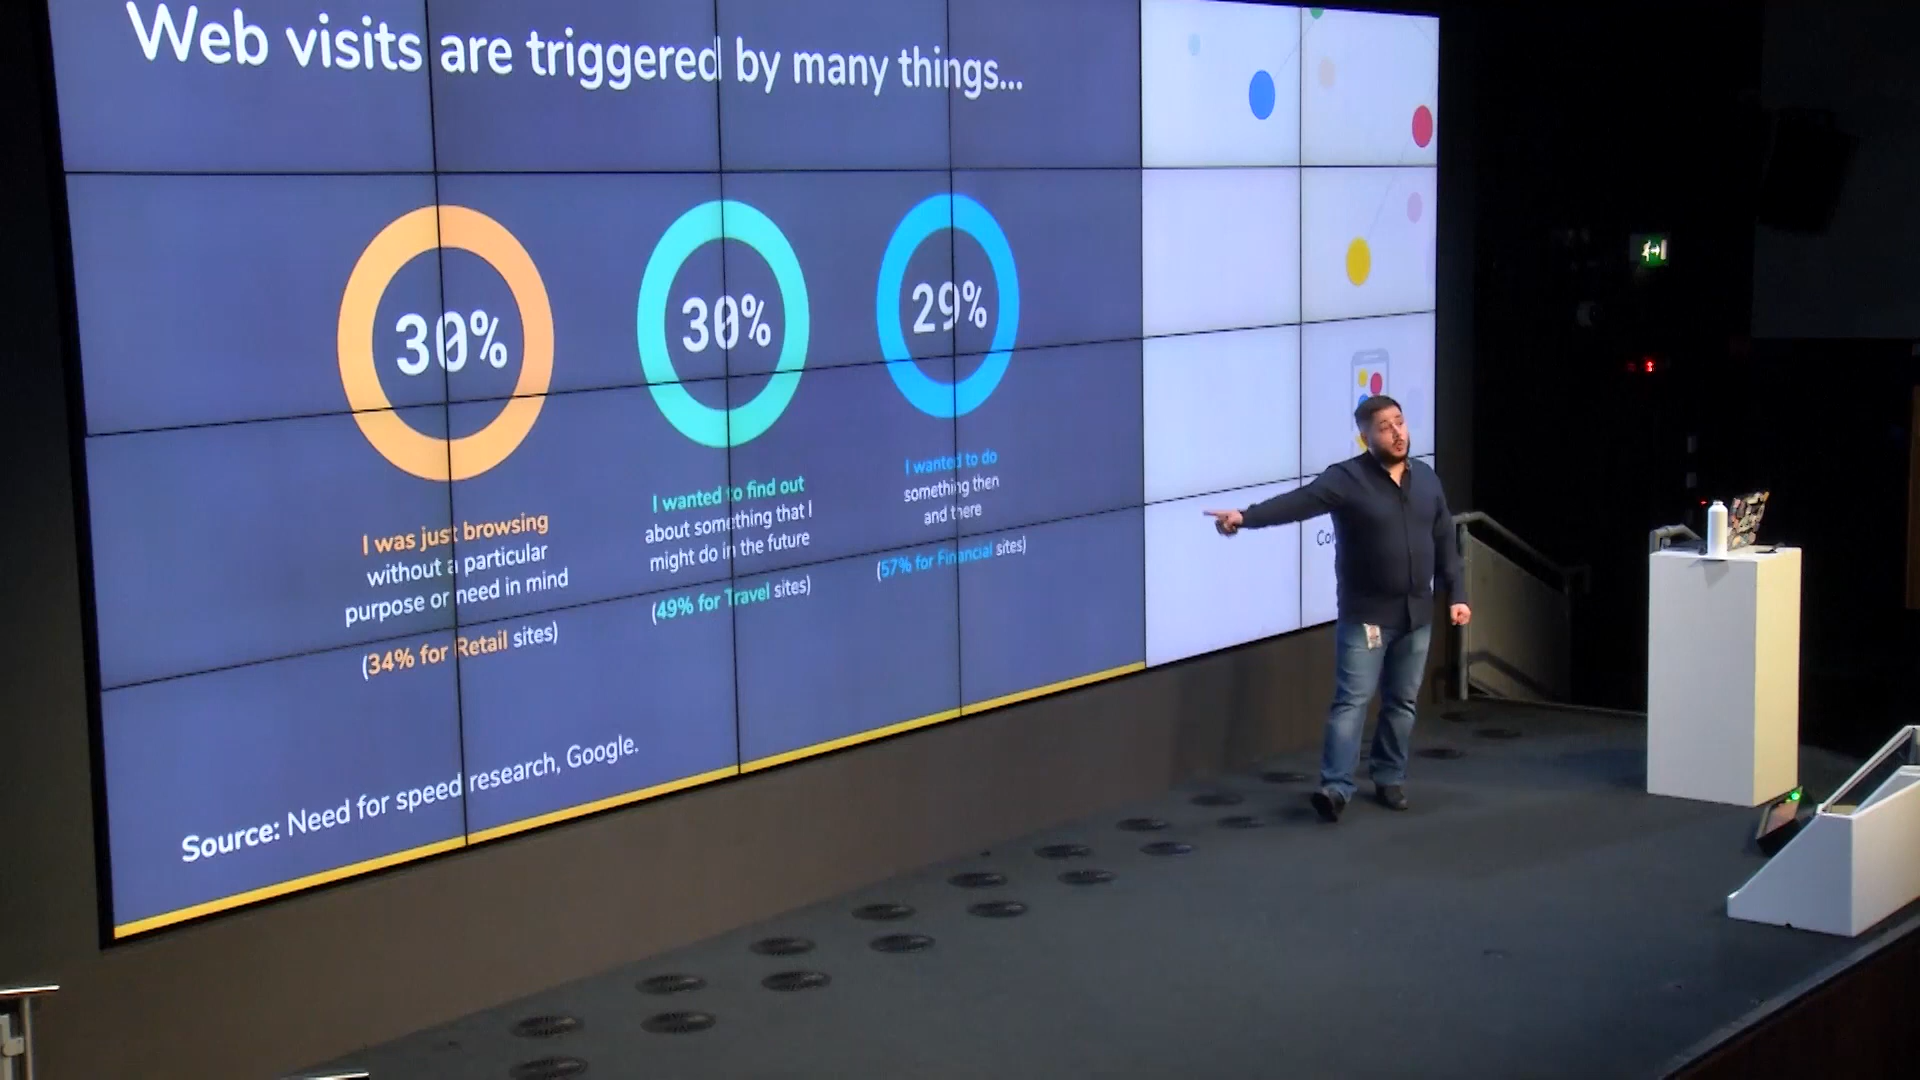 Web visits are triggered by many things...
30%
I was just browsing
without a particular
purpose or need in mind
(34% for Retail sites)
30%
I wanted to find out
about something that I
might do in the future
(49% for Travel sites)
29%
I wanted to do
something then
and there
(57% for Financial sites)
Source: Need for speed research, Google.